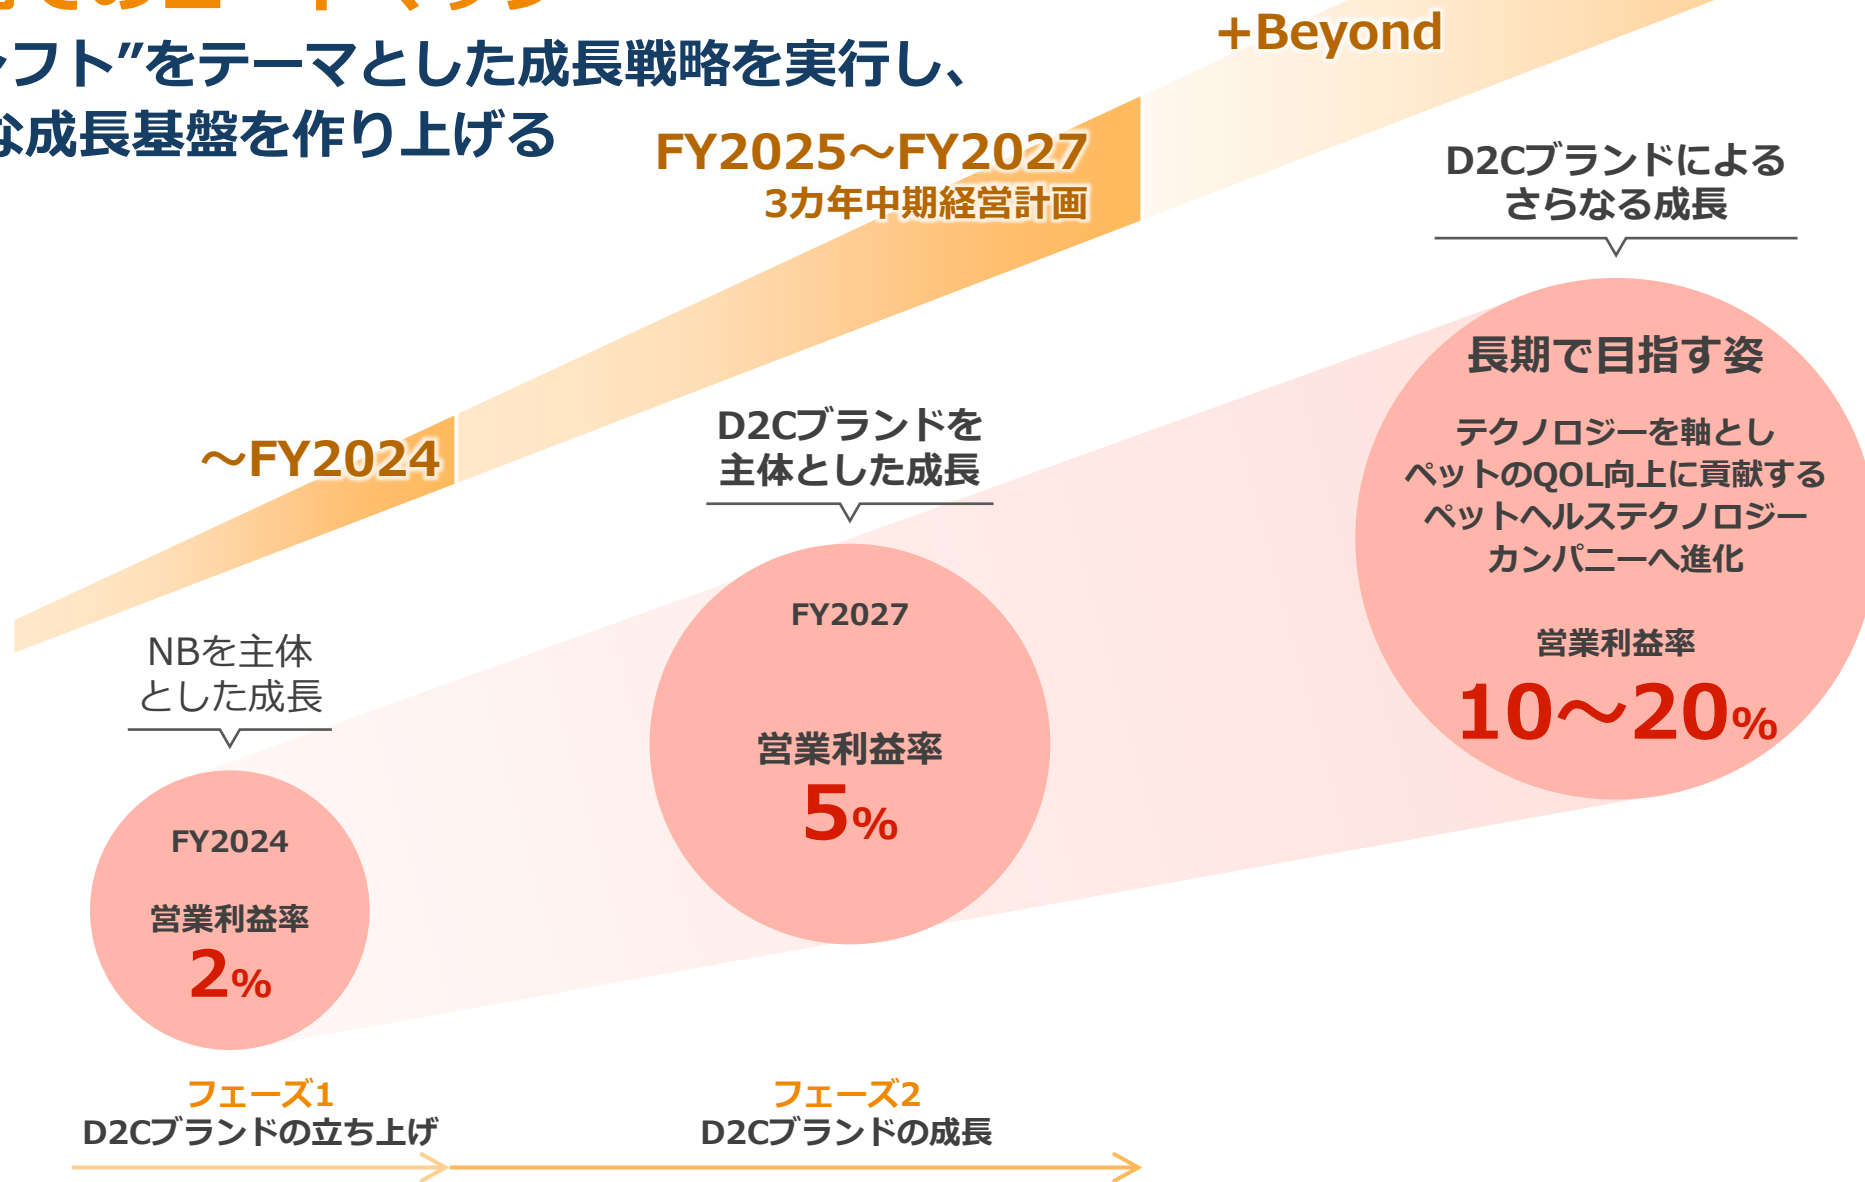 てのロードマップ
フト”をテーマとした成長戦略を実行し、
な成長基盤を作り上げる
+Beyond
FY2025～FY2027
3カ年中期経営計画
～FY2024
D2Cブランドによる
さらなる成長
長期で目指す姿
テクノロジーを軸とし
ペットのQOL向上に貢献する
ペットヘルステクノロジー
カンパニーへ進化
営業利益率
10～20%
D2Cブランドを
主体とした成長
FY2027
営業利益率
5%
NBを主体
とした成長
FY2024
営業利益率
2%
フェーズ1
D2Cブランドの立ち上げ
フェーズ2
D2Cブランドの成長